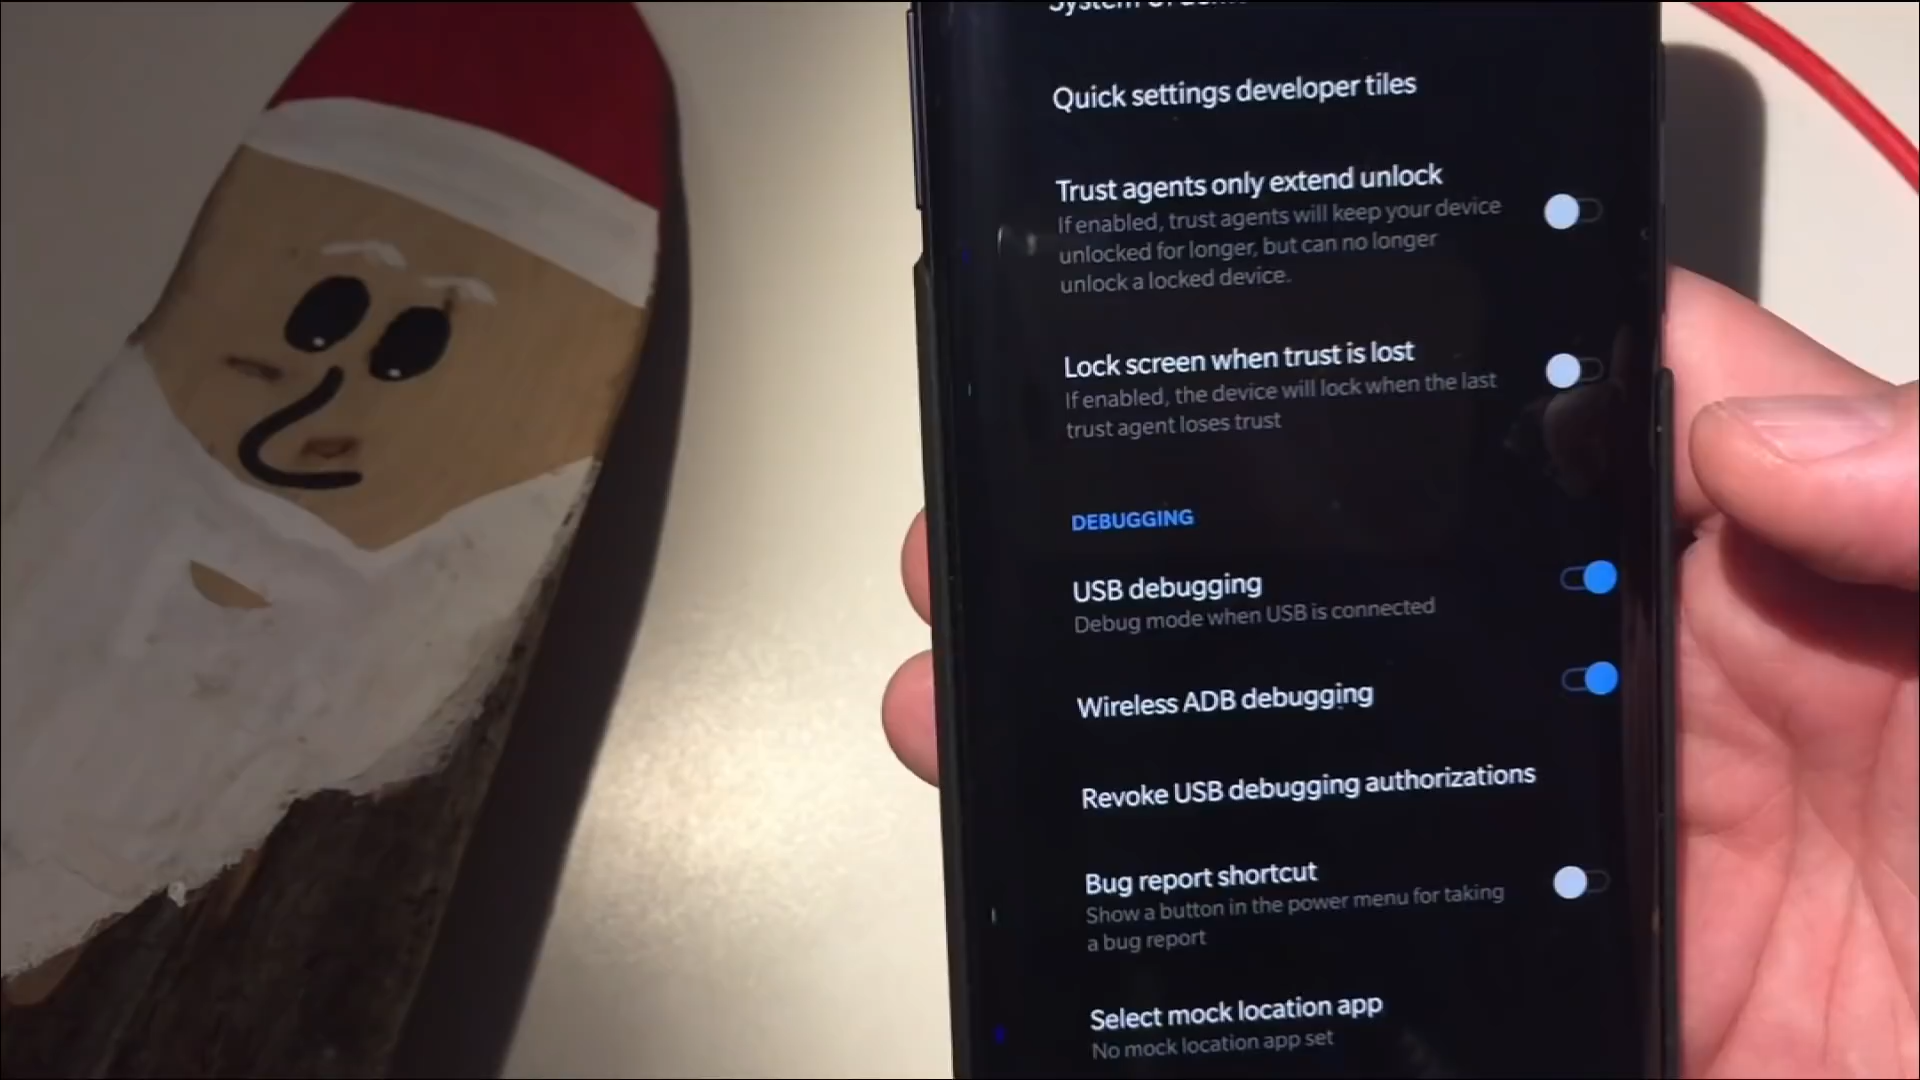 Quick settings developer tiles
Trust agents only extend unlock
If enabled, trust agents will keep your device
unlocked for longer, but can no longer
unlock a locked device.
Lock screen when trust is lost
If enabled, the device will lock when the last
trust agent loses trust
DEBUGGING
USB debugging
Debug mode when USB is connected
Wireless ADB debugging
Revoke USB debugging authorizations
Bug report shortcut
Show a button in the power menu for taking
a bug report
Select mock location app
No mock location app set